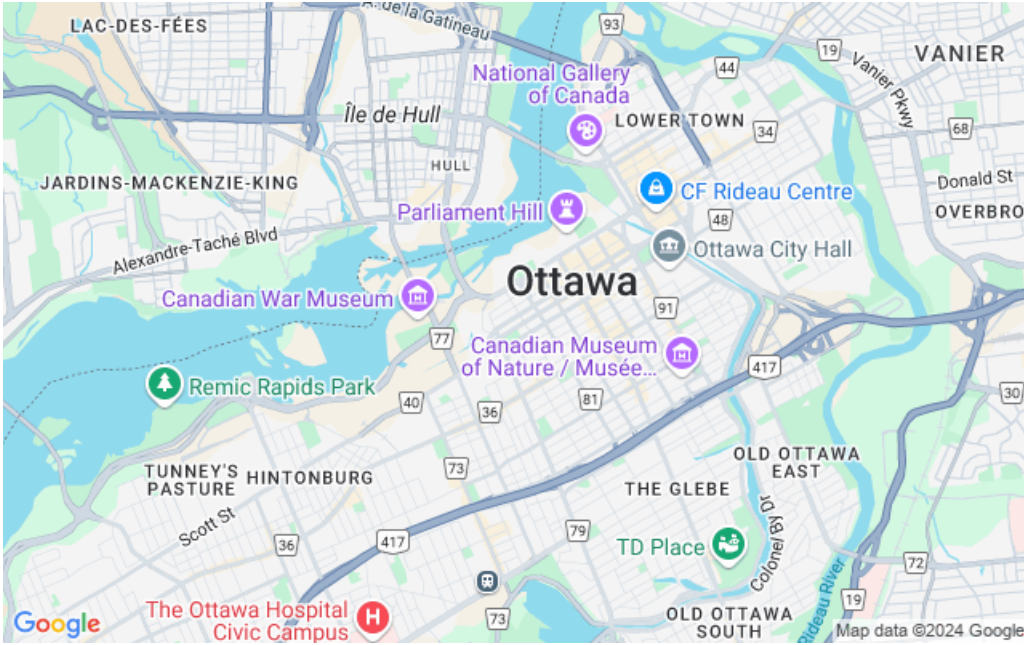 LAC-DES-FÉES
A. de la Gatineau
93
19
VANIER
44
Vanier Pkwy
National Gallery
of Canada
Île de Hull
LOWER TOWN
34
68
HULL
JARDINS-MACKENZIE-KING
CF Rideau Centre
Donald St
Parliament Hill
48
OVERBRO
Alexandre-Taché Blvd
Ottawa City Hall
Ottawa
Canadian War Museum
91
77
Canadian Museum
of Nature / Musée...
417
Remic Rapids Park
40
36
81
30
TUNNEY'S
PASTURE
HINTONBURG
73
OLD OTTAWA
EAST
THE GLEBE
Scott St
36
417
79
Colonel By Dr
TD Place
72
Rideau River
19
The Ottawa Hospital
Civic Campus
H
73
OLD OTTAWA
SOUTH
Google
Map data ©2024 Google